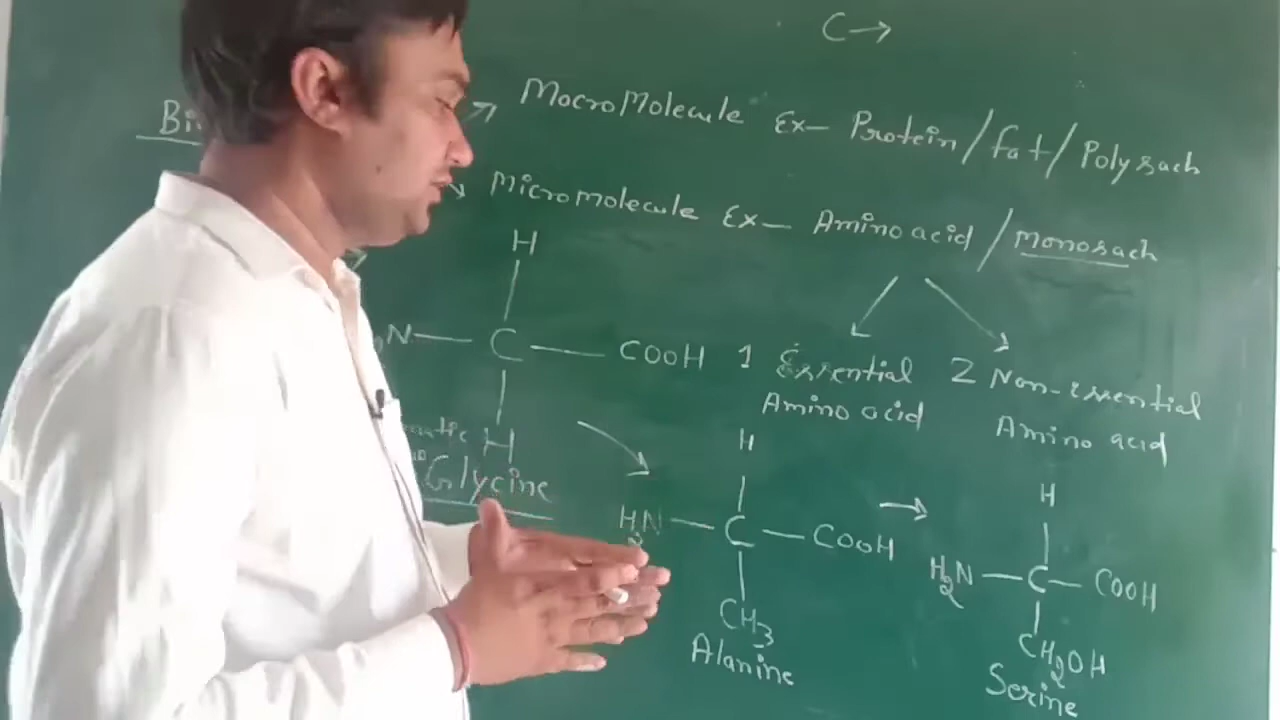 C→
MacroMolecule Ex— Protein/fat/Polysach
Micromolecule Ex— Amino acid/monosach
1 Essential Amino acid
2 Non-essential Amino acid
H
N—C—COOH
H
Glycine
H
H2N—C—COOH
CH3
Alanine
H
H2N—C—COOH
CH2OH
Serine